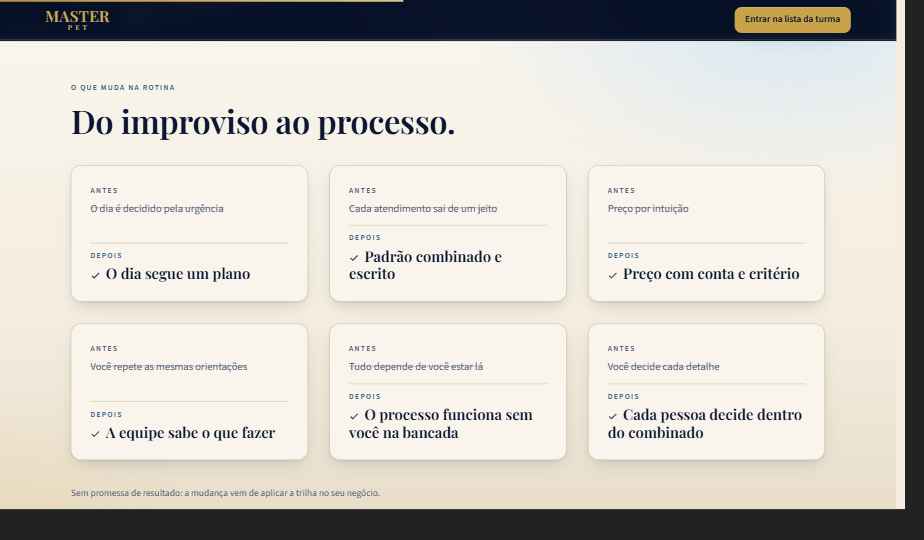 MASTER
PET
Entrar na lista da turma
O QUE MUDA NA ROTINA
Do improviso ao processo.
ANTES
O dia é decidido pela urgência
DEPOIS
✓ O dia segue um plano
ANTES
Cada atendimento sai de um jeito
DEPOIS
✓ Padrão combinado e
escrito
ANTES
Preço por intuição
DEPOIS
✓ Preço com conta e critério
ANTES
Você repete as mesmas orientações
DEPOIS
✓ A equipe sabe o que fazer
ANTES
Tudo depende de você estar lá
DEPOIS
✓ O processo funciona sem
você na bancada
ANTES
Você decide cada detalhe
DEPOIS
✓ Cada pessoa decide dentro
do combinado
Sem promessa de resultado: a mudança vem de aplicar a trilha no seu negócio.